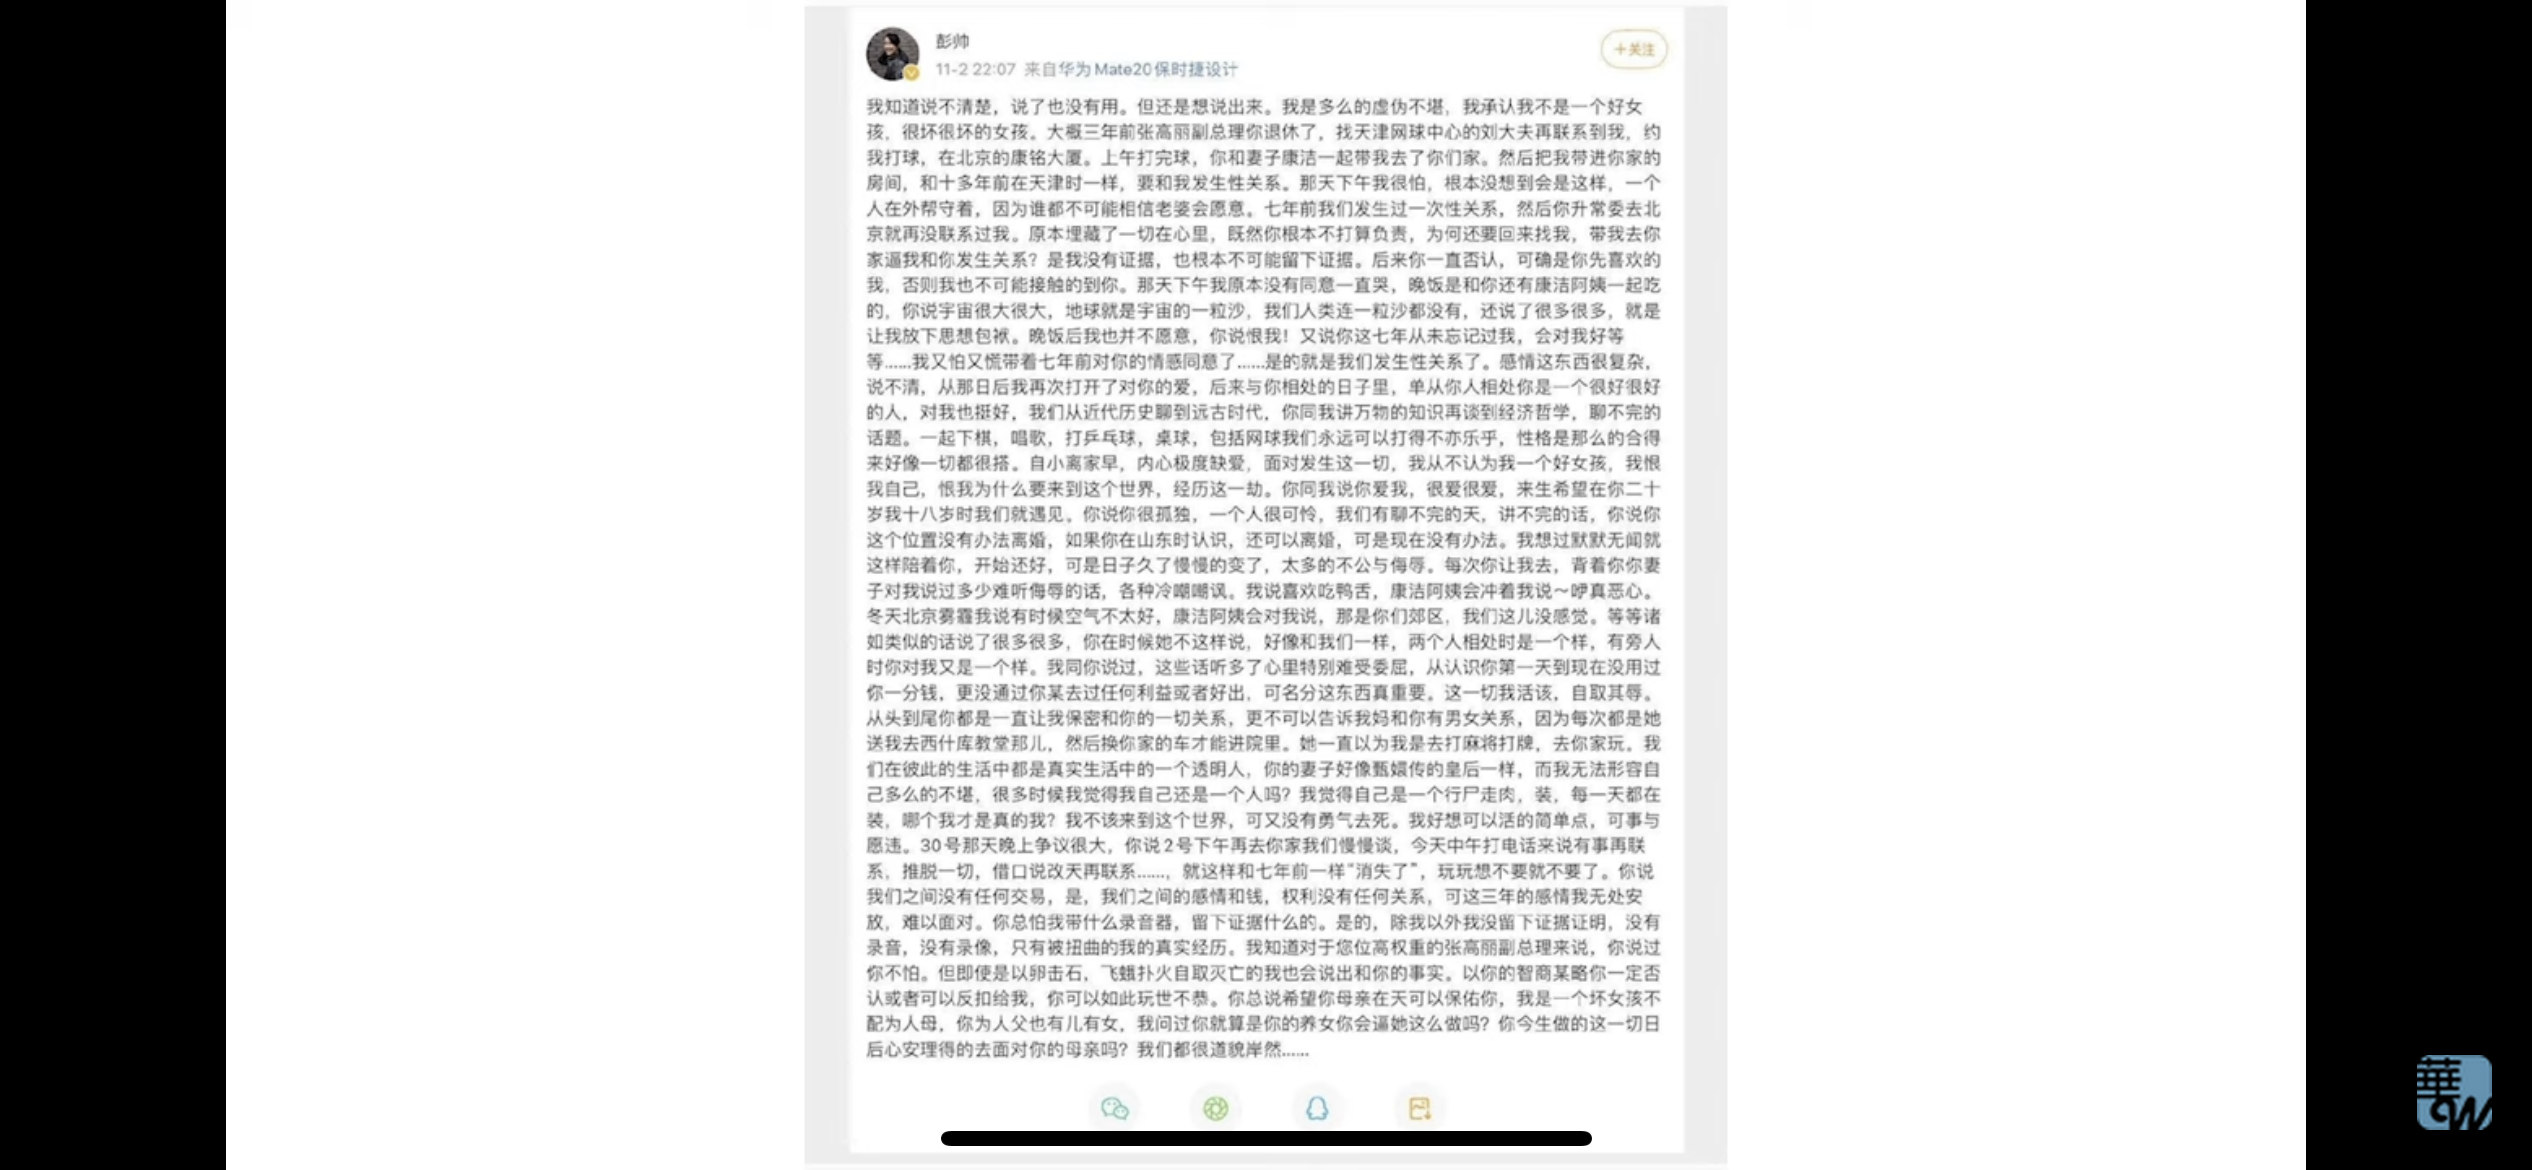 彭帅
+关注
11-2 22:07 来自华为Mate20保时捷设计
我知道说不清楚，说了也没有用。但还是想说出来。我是多么的虚伪不堪，我承认我不是一个好女
孩，很坏很坏的女孩。大概三年前张高丽副总理你退休了，找天津网球中心的刘大夫再联系到我，约
我打球，在北京的康铭大厦。上午打完球，你和妻子康洁一起带我去了你们家。然后把我带进你家的
房间，和十多年前在天津时一样，要和我发生性关系。那天下午我很怕，根本没想到会是这样，一个
人在外帮守着，因为谁都不可能相信老婆会愿意。七年前我们发生过一次性关系，然后你升常委去北
京就再没联系过我。原本埋藏了一切在心里，既然你根本不打算负责，为何还要回来找我，带我去你
家逼我和你发生关系？是我没有证据，也根本不可能留下证据。后来你一直否认，可确是你先喜欢的
我，否则我也不可能接触的到你。那天下午我原本没有同意一直哭，晚饭是和你还有康洁阿姨一起吃
的，你说宇宙很大很大，地球就是宇宙的一粒沙，我们人类连一粒沙都没有，还说了很多很多，就是
让我放下思想包袱。晚饭后我也并不愿意，你说恨我！又说你这七年从未忘记过我，会对我好等
等……我又怕又慌带着七年前对你的情感同意了……是的就是我们发生性关系了。感情这东西很复杂，
说不清，从那日后我再次打开了对你的爱，后来与你相处的日子里，单从你人相处你是一个很好很好
的人，对我也挺好，我们从近代历史聊到远古时代，你同我讲万物的知识再谈到经济哲学，聊不完的
话题。一起下棋，唱歌，打乒乓球，桌球，包括网球我们永远可以打得不亦乐乎，性格是那么的合得
来好像一切都很搭。自小离家早，内心极度缺爱，面对发生这一切，我从不认为我一个好女孩，我恨
我自己，恨我为什么要来到这个世界，经历这一劫。你同我说你爱我，很爱很爱，来生希望在你二十
岁我十八岁时我们就遇见。你说你很孤独，一个人很可怜，我们有聊不完的天，讲不完的话，你说你
这个位置没有办法离婚，如果你在山东时认识，还可以离婚，可是现在没有办法。我想过默默无闻就
这样陪着你，开始还好，可是日子久了慢慢的变了，太多的不公与侮辱。每次你让我去，背着你你妻
子对我说过多少难听侮辱的话，各种冷嘲嘲讽。我说喜欢吃鸭舌，康洁阿姨会冲着我说～咿真恶心。
冬天北京雾霾我说有时候空气不太好，康洁阿姨会对我说，那是你们郊区，我们这儿没感觉。等等诸
如类似的话说了很多很多，你在时候她不这样说，好像和我们一样，两个人相处时是一个样，有旁人
时你对我又是一个样。我同你说过，这些话听多了心里特别难受委屈，从认识你第一天到现在没用过
你一分钱，更没通过你某去过任何利益或者好出，可名分这东西真重要。这一切我活该，自取其辱。
从头到尾你都是一直让我保密和你的一切关系，更不可以告诉我妈和你有男女关系，因为每次都是她
送我去西什库教堂那儿，然后换你家的车才能进院里。她一直以为我是去打麻将打牌，去你家玩。我
们在彼此的生活中都是真实生活中的一个透明人，你的妻子好像甄嬛传的皇后一样，而我无法形容自
己多么的不堪，很多时候我觉得我自己还是一个人吗？我觉得自己是一个行尸走肉，装，每一天都在
装，哪个我才是真的我？我不该来到这个世界，可又没有勇气去死。我好想可以活的简单点，可事与
愿违。30号那天晚上争议很大，你说2号下午再去你家我们慢慢谈，今天中午打电话来说有事再联
系，推脱一切，借口说改天再联系……，就这样和七年前一样“消失了”，玩玩想不要就不要了。你说
我们之间没有任何交易，是，我们之间的感情和钱，权利没有任何关系，可这三年的感情我无处安
放，难以面对。你总怕我带什么录音器，留下证据什么的。是的，除我以外我没留下证据证明，没有
录音，没有录像，只有被扭曲的我的真实经历。我知道对于您位高权重的张高丽副总理来说，你说过
你不怕。但即使是以卵击石，飞蛾扑火自取灭亡的我也会说出和你的事实。以你的智商某略你一定否
认或者可以反扣给我，你可以如此玩世不恭。你总说希望你母亲在天可以保佑你，我是一个坏女孩不
配为人母，你为人父也有儿有女，我问过你就算是你的养女你会逼她这么做吗？你今生做的这一切日
后心安理得的去面对你的母亲吗？我们都很道貌岸然……
華